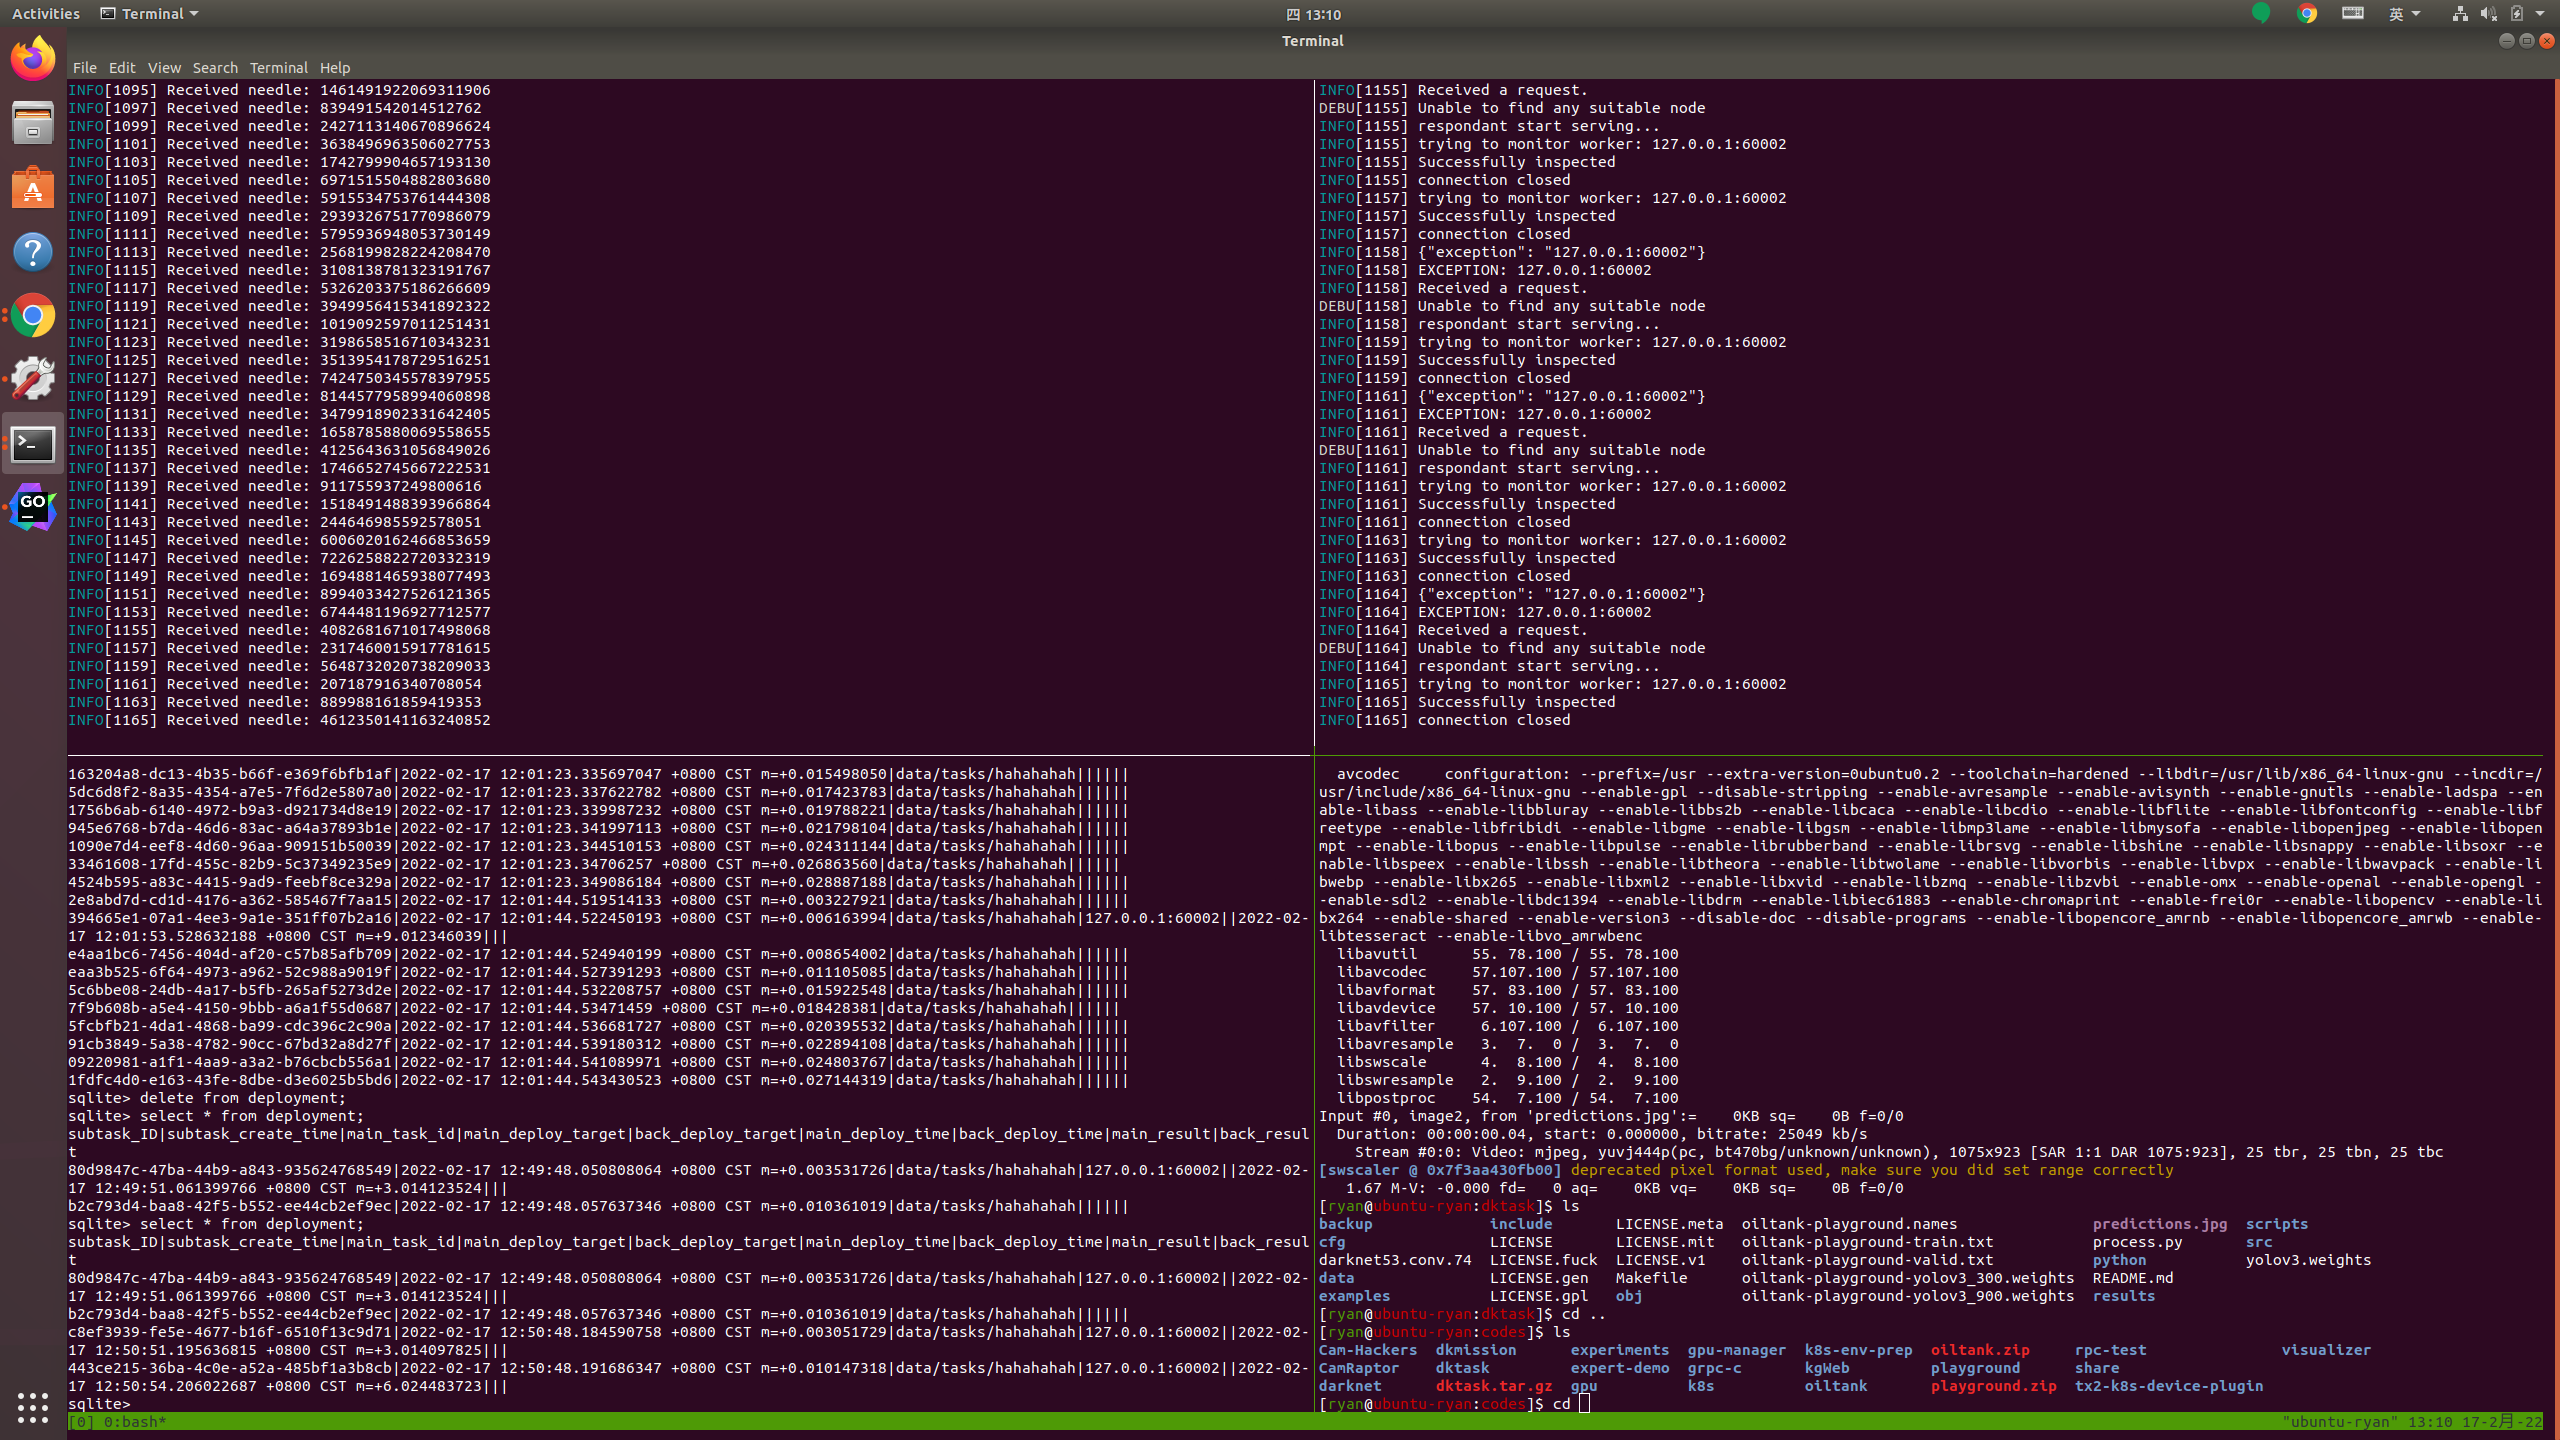 Activities Terminal 四 13:10 英
Terminal
File Edit View Search Terminal Help
INFO[1095] Received needle: 1461491922069311906
INFO[1097] Received needle: 839491542014512762
INFO[1099] Received needle: 2427113140670896624
INFO[1101] Received needle: 3638496963506027753
INFO[1103] Received needle: 1742799904657193130
INFO[1105] Received needle: 6971515504882803680
INFO[1107] Received needle: 5915534753761444308
INFO[1109] Received needle: 2939326751770986079
INFO[1111] Received needle: 5795936948053730149
INFO[1113] Received needle: 2568199828224208470
INFO[1115] Received needle: 3108138781323191767
INFO[1117] Received needle: 5326203375186266609
INFO[1119] Received needle: 3949956415341892322
INFO[1121] Received needle: 1019092597011251431
INFO[1123] Received needle: 3198658516710343231
INFO[1125] Received needle: 3513954178729516251
INFO[1127] Received needle: 7424750345578397955
INFO[1129] Received needle: 8144577958994060898
INFO[1131] Received needle: 3479918902331642405
INFO[1133] Received needle: 1658785880069558655
INFO[1135] Received needle: 4125643631056849026
INFO[1137] Received needle: 1746652745667222531
INFO[1139] Received needle: 911755937249800616
INFO[1141] Received needle: 1518491488393966864
INFO[1143] Received needle: 244646985592578051
INFO[1145] Received needle: 6006020162466853659
INFO[1147] Received needle: 7226258822720332319
INFO[1149] Received needle: 1694881465938077493
INFO[1151] Received needle: 8994033427526121365
INFO[1153] Received needle: 6744481196927712577
INFO[1155] Received needle: 4082681671017498068
INFO[1157] Received needle: 2317460015917781615
INFO[1159] Received needle: 5648732020738209033
INFO[1161] Received needle: 207187916340708054
INFO[1163] Received needle: 889988161859419353
INFO[1165] Received needle: 4612350141163240852
INFO[1155] Received a request.
DEBU[1155] Unable to find any suitable node
INFO[1155] respondant start serving...
INFO[1155] trying to monitor worker: 127.0.0.1:60002
INFO[1155] Successfully inspected
INFO[1155] connection closed
INFO[1157] trying to monitor worker: 127.0.0.1:60002
INFO[1157] Successfully inspected
INFO[1157] connection closed
INFO[1158] {"exception": "127.0.0.1:60002"}
INFO[1158] EXCEPTION: 127.0.0.1:60002
INFO[1158] Received a request.
DEBU[1158] Unable to find any suitable node
INFO[1158] respondant start serving...
INFO[1159] trying to monitor worker: 127.0.0.1:60002
INFO[1159] Successfully inspected
INFO[1159] connection closed
INFO[1161] {"exception": "127.0.0.1:60002"}
INFO[1161] EXCEPTION: 127.0.0.1:60002
INFO[1161] Received a request.
DEBU[1161] Unable to find any suitable node
INFO[1161] respondant start serving...
INFO[1161] trying to monitor worker: 127.0.0.1:60002
INFO[1161] Successfully inspected
INFO[1161] connection closed
INFO[1163] trying to monitor worker: 127.0.0.1:60002
INFO[1163] Successfully inspected
INFO[1163] connection closed
INFO[1164] {"exception": "127.0.0.1:60002"}
INFO[1164] EXCEPTION: 127.0.0.1:60002
INFO[1164] Received a request.
DEBU[1164] Unable to find any suitable node
INFO[1164] respondant start serving...
INFO[1165] trying to monitor worker: 127.0.0.1:60002
INFO[1165] Successfully inspected
INFO[1165] connection closed
163204a8-dc13-4b35-b66f-e369f6bfb1af|2022-02-17 12:01:23.335697047 +0800 CST m=+0.015498050|data/tasks/hahahahah||||||
5dc6d8f2-8a35-4354-a7e5-7f6d2e5807a0|2022-02-17 12:01:23.337622782 +0800 CST m=+0.017423783|data/tasks/hahahahah||||||
1756b6ab-6140-4972-b9a3-d921734d8e19|2022-02-17 12:01:23.339987232 +0800 CST m=+0.019788221|data/tasks/hahahahah||||||
945e6768-b7da-46d6-83ac-a64a37893b1e|2022-02-17 12:01:23.341997113 +0800 CST m=+0.021798104|data/tasks/hahahahah||||||
1090e7d4-eef8-4d60-96aa-909151b50039|2022-02-17 12:01:23.344510153 +0800 CST m=+0.024311144|data/tasks/hahahahah||||||
33461608-17fd-455c-82b9-5c37349235e9|2022-02-17 12:01:23.34706257 +0800 CST m=+0.026863560|data/tasks/hahahahah||||||
4524b595-a83c-4415-9ad9-feebf8ce329a|2022-02-17 12:01:23.349086184 +0800 CST m=+0.028887188|data/tasks/hahahahah||||||
2e8abd7d-cd1d-4176-a362-585467f7aa15|2022-02-17 12:01:44.519514133 +0800 CST m=+0.003227921|data/tasks/hahahahah||||||
394665e1-07a1-4ee3-9a1e-351ff07b2a16|2022-02-17 12:01:44.522450193 +0800 CST m=+0.006163994|data/tasks/hahahahah|127.0.0.1:60002||2022-02-
17 12:01:53.528632188 +0800 CST m=+9.012346039|||
e4aa1bc6-7456-404d-af20-c57b85afb709|2022-02-17 12:01:44.524940199 +0800 CST m=+0.008654002|data/tasks/hahahahah||||||
eaa3b525-6f64-4973-a962-52c988a9019f|2022-02-17 12:01:44.527391293 +0800 CST m=+0.011105085|data/tasks/hahahahah||||||
5c6bbe08-24db-4a17-b5fb-265af5273d2e|2022-02-17 12:01:44.532208757 +0800 CST m=+0.015922548|data/tasks/hahahahah||||||
7f9b608b-a5e4-4150-9bbb-a6a1f55d0687|2022-02-17 12:01:44.53471459 +0800 CST m=+0.018428381|data/tasks/hahahahah||||||
5fcbfb21-4da1-4868-ba99-cdc396c2c90a|2022-02-17 12:01:44.536681727 +0800 CST m=+0.020395532|data/tasks/hahahahah||||||
91cb3849-5a38-4782-90cc-67bd32a8d27f|2022-02-17 12:01:44.539180312 +0800 CST m=+0.022894108|data/tasks/hahahahah||||||
09220981-a1f1-4aa9-a3a2-b76cbcb556a1|2022-02-17 12:01:44.541089971 +0800 CST m=+0.024803767|data/tasks/hahahahah||||||
1fdfc4d0-e163-43fe-8dbe-d3e6025b5bd6|2022-02-17 12:01:44.543430523 +0800 CST m=+0.027144319|data/tasks/hahahahah||||||
sqlite> delete from deployment;
sqlite> select * from deployment;
subtask_ID|subtask_create_time|main_task_id|main_deploy_target|back_deploy_target|main_deploy_time|back_deploy_time|main_result|back_resul
t
80d9847c-47ba-44b9-a843-935624768549|2022-02-17 12:49:48.050808064 +0800 CST m=+0.003531726|data/tasks/hahahahah|127.0.0.1:60002||2022-02-
17 12:49:51.061399766 +0800 CST m=+3.014123524|||
b2c793d4-baa8-42f5-b552-ee44cb2ef9ec|2022-02-17 12:49:48.057637346 +0800 CST m=+0.010361019|data/tasks/hahahahah||||||
sqlite> select * from deployment;
subtask_ID|subtask_create_time|main_task_id|main_deploy_target|back_deploy_target|main_deploy_time|back_deploy_time|main_result|back_resul
t
80d9847c-47ba-44b9-a843-935624768549|2022-02-17 12:49:48.050808064 +0800 CST m=+0.003531726|data/tasks/hahahahah|127.0.0.1:60002||2022-02-
17 12:49:51.061399766 +0800 CST m=+3.014123524|||
b2c793d4-baa8-42f5-b552-ee44cb2ef9ec|2022-02-17 12:49:48.057637346 +0800 CST m=+0.010361019|data/tasks/hahahahah||||||
c8ef3939-fe5e-4677-b16f-6510f13c9d71|2022-02-17 12:50:48.184590758 +0800 CST m=+0.003051729|data/tasks/hahahahah|127.0.0.1:60002||2022-02-
17 12:50:51.195636815 +0800 CST m=+3.014097825|||
443ce215-36ba-4c0e-a52a-485bf1a3b8cb|2022-02-17 12:50:48.191686347 +0800 CST m=+0.010147318|data/tasks/hahahahah|127.0.0.1:60002||2022-02-
17 12:50:54.206022687 +0800 CST m=+6.024483723|||
sqlite>
avcodec configuration: --prefix=/usr --extra-version=0ubuntu0.2 --toolchain=hardened --libdir=/usr/lib/x86_64-linux-gnu --incdir=/
usr/include/x86_64-linux-gnu --enable-gpl --disable-stripping --enable-avresample --enable-avisynth --enable-gnutls --enable-ladspa --en
able-libass --enable-libbluray --enable-libbs2b --enable-libcaca --enable-libcdio --enable-libflite --enable-libfontconfig --enable-libf
reetype --enable-libfribidi --enable-libgme --enable-libgsm --enable-libmp3lame --enable-libmysofa --enable-libopenjpeg --enable-libopen
mpt --enable-libopus --enable-libpulse --enable-librubberband --enable-librsvg --enable-libshine --enable-libsnappy --enable-libsoxr --e
nable-libspeex --enable-libssh --enable-libtheora --enable-libtwolame --enable-libvorbis --enable-libvpx --enable-libwavpack --enable-li
bwebp --enable-libx265 --enable-libxml2 --enable-libxvid --enable-libzmq --enable-libzvbi --enable-omx --enable-openal --enable-opengl -
-enable-sdl2 --enable-libdc1394 --enable-libdrm --enable-libiec61883 --enable-chromaprint --enable-frei0r --enable-libopencv --enable-li
bx264 --enable-shared --enable-version3 --disable-doc --disable-programs --enable-libopencore_amrnb --enable-libopencore_amrwb --enable-
libtesseract --enable-libvo_amrwbenc
libavutil 55. 78.100 / 55. 78.100
libavcodec 57.107.100 / 57.107.100
libavformat 57. 83.100 / 57. 83.100
libavdevice 57. 10.100 / 57. 10.100
libavfilter 6.107.100 / 6.107.100
libavresample 3. 7. 0 / 3. 7. 0
libswscale 4. 8.100 / 4. 8.100
libswresample 2. 9.100 / 2. 9.100
libpostproc 54. 7.100 / 54. 7.100
Input #0, image2, from 'predictions.jpg':= 0KB sq= 0B f=0/0
Duration: 00:00:00.04, start: 0.000000, bitrate: 25049 kb/s
Stream #0:0: Video: mjpeg, yuvj444p(pc, bt470bg/unknown/unknown), 1075x923 [SAR 1:1 DAR 1075:923], 25 tbr, 25 tbn, 25 tbc
[swscaler @ 0x7f3aa430fb00] deprecated pixel format used, make sure you did set range correctly
1.67 M-V: -0.000 fd= 0 aq= 0KB vq= 0KB sq= 0B f=0/0
[ryan@ubuntu-ryan:dktask]$ ls
backup include LICENSE.meta oiltank-playground.names predictions.jpg scripts
cfg LICENSE LICENSE.mit oiltank-playground-train.txt process.py src
darknet53.conv.74 LICENSE.fuck LICENSE.v1 oiltank-playground-valid.txt python yolov3.weights
data LICENSE.gen Makefile oiltank-playground-yolov3_300.weights README.md
examples LICENSE.gpl obj oiltank-playground-yolov3_900.weights results
[ryan@ubuntu-ryan:dktask]$ cd ..
[ryan@ubuntu-ryan:codes]$ ls
Cam-Hackers dkmission experiments gpu-manager k8s-env-prep oiltank.zip rpc-test visualizer
CamRaptor dktask expert-demo grpc-c kgWeb playground share
darknet dktask.tar.gz gpu k8s oiltank playground.zip tx2-k8s-device-plugin
[ryan@ubuntu-ryan:codes]$ cd
[0] 0:bash* "ubuntu-ryan" 13:10 17-2月-22